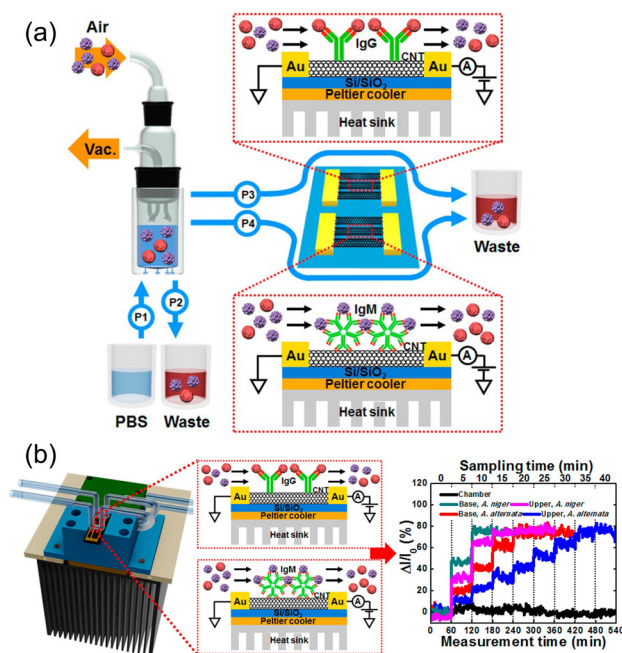 (a)
Air
Vac.
P1
P2
P3
P4
PBS
Waste
IgG
CNT
Au
Au
A
Si/SiO₂
Peltier cooler
Heat sink
Waste
IgM
CNT
Au
Au
A
Si/SiO₂
Peltier cooler
Heat sink
(b)
IgG
CNT
Au
Au
A
Si/SiO₂
Peltier cooler
Heat sink
IgM
CNT
Au
Au
A
Si/SiO₂
Peltier cooler
Heat sink
Sampling time (min)
0 5 10 15 20 25 30 35 40
Chamber
Base, A. niger
Upper, A. niger
Base, A. alternata
Upper, A. alternata
ΔI/I₀ (%)
120
100
80
60
40
20
0
0 60 120 180 240 300 360 420 480 540
Measurement time (min)